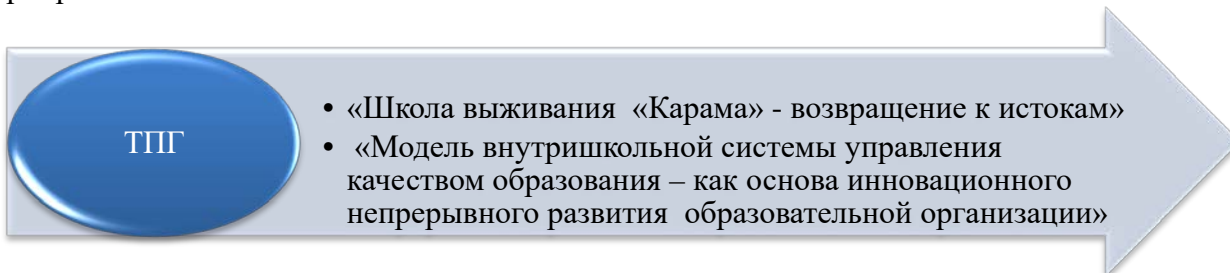 ТПГ
• «Школа выживания «Карама» - возвращение к истокам»
• «Модель внутришкольной системы управления
качеством образования – как основа инновационного
непрерывного развития образовательной организации»